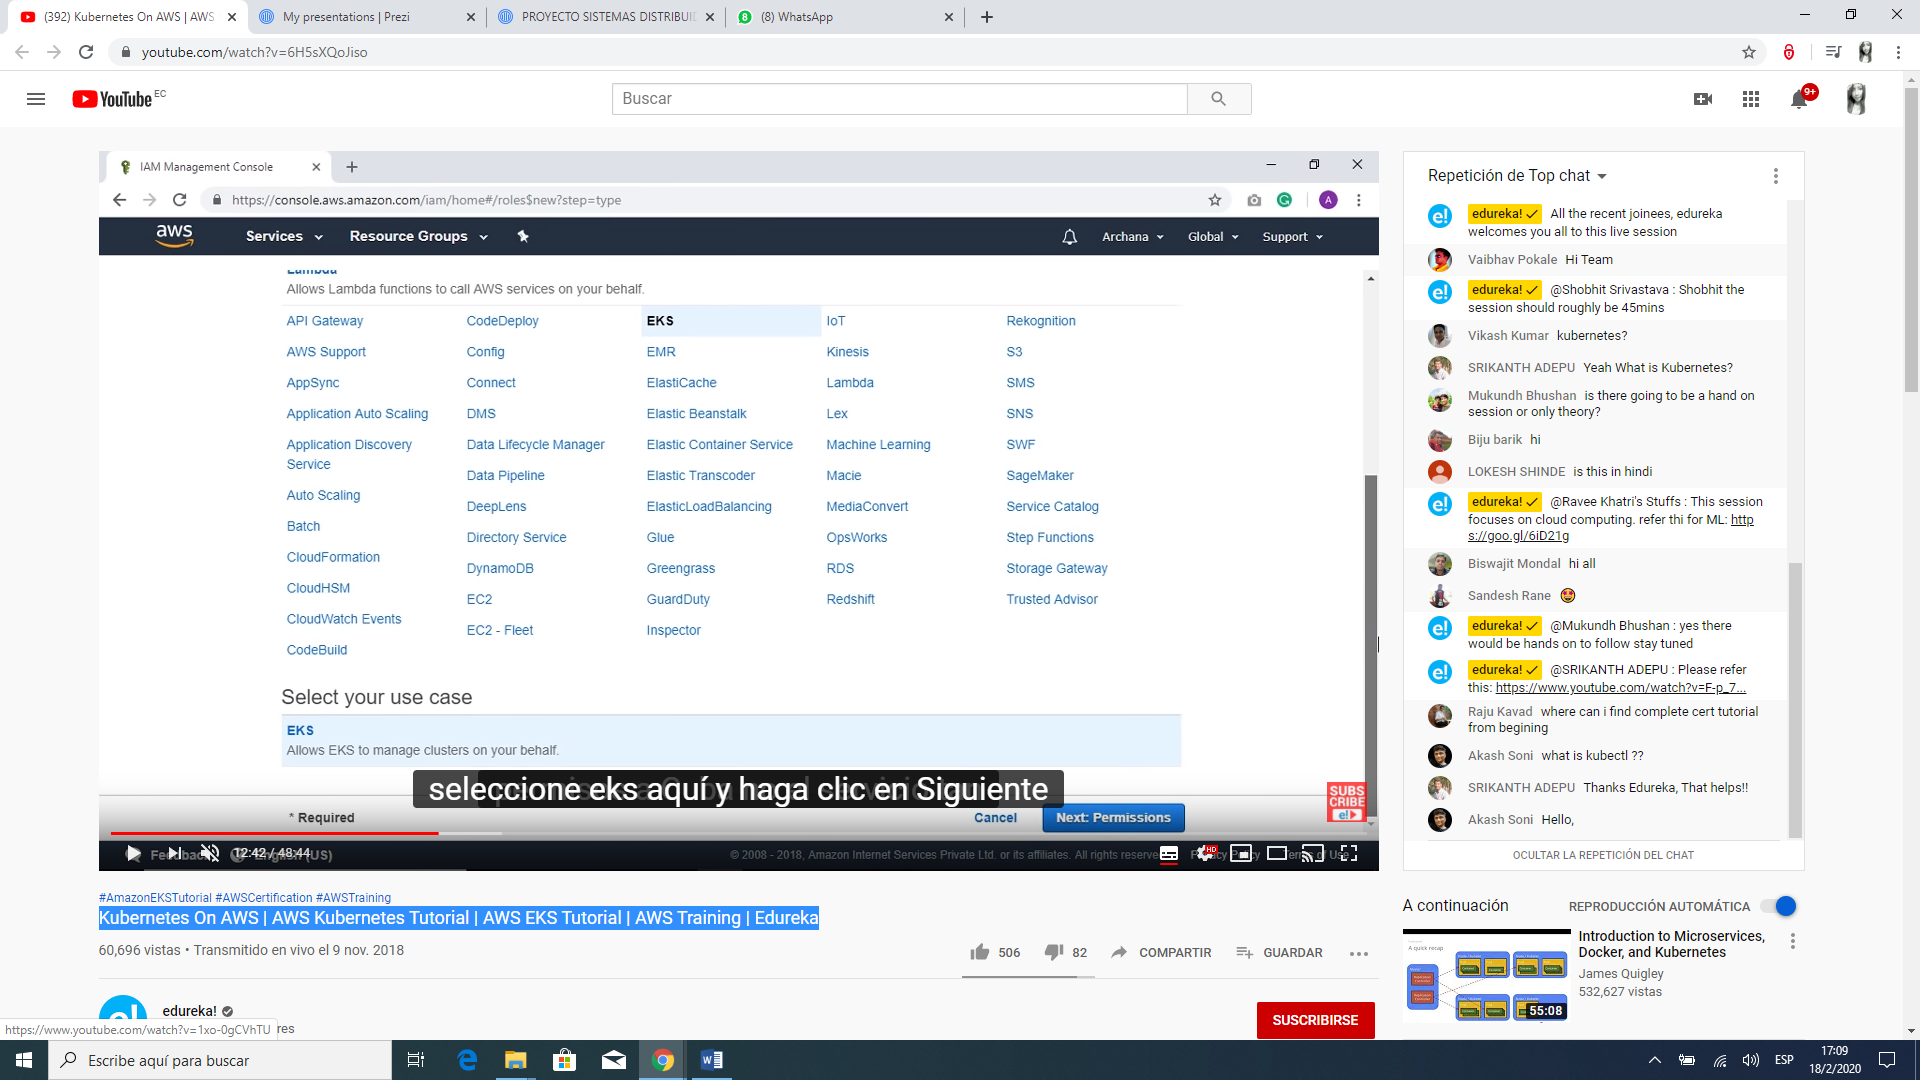 (392) Kubernetes On AWS | AWS
My presentations | Prezi
PROYECTO SISTEMAS DISTRIBUI
(8) WhatsApp
youtube.com/watch?v=6H5sXQoJiso
YouTube EC
Buscar
9+
IAM Management Console
https://console.aws.amazon.com/iam/home#/roles$new?step=type
A
aws
Services
Resource Groups
Archana
Global
Support
Lambda
Allows Lambda functions to call AWS services on your behalf.
API Gateway
AWS Support
AppSync
Application Auto Scaling
Application Discovery
Service
Auto Scaling
Batch
CloudFormation
CloudHSM
CloudWatch Events
CodeBuild
CodeDeploy
Config
Connect
DMS
Data Lifecycle Manager
Data Pipeline
DeepLens
Directory Service
DynamoDB
EC2
EC2 - Fleet
EKS
EMR
ElastiCache
Elastic Beanstalk
Elastic Container Service
Elastic Transcoder
ElasticLoadBalancing
Glue
Greengrass
GuardDuty
Inspector
IoT
Kinesis
Lambda
Lex
Machine Learning
Macie
MediaConvert
OpsWorks
RDS
Redshift
Rekognition
S3
SMS
SNS
SWF
SageMaker
Service Catalog
Step Functions
Storage Gateway
Trusted Advisor
Select your use case
EKS
Allows EKS to manage clusters on your behalf.
seleccione eks aquí y haga clic en Siguiente
SUBS
CRIBE
e!
* Required
Cancel
Next: Permissions
12:42 / 48:44
© 2008 - 2018, Amazon Internet Services Private Ltd. or its affiliates. All rights reserve
HD
#AmazonEKSTutorial #AWSCertification #AWSTraining
Kubernetes On AWS | AWS Kubernetes Tutorial | AWS EKS Tutorial | AWS Training | Edureka
60,696 vistas • Transmitido en vivo el 9 nov. 2018
506
82
COMPARTIR
GUARDAR
edureka!
res
SUSCRIBIRSE
https://www.youtube.com/watch?v=1xo-0gCVhTU
Repetición de Top chat
edureka! All the recent joinees, edureka
welcomes you all to this live session
Vaibhav Pokale Hi Team
edureka! @Shobhit Srivastava : Shobhit the
session should roughly be 45mins
Vikash Kumar kubernetes?
SRIKANTH ADEPU Yeah What is Kubernetes?
Mukundh Bhushan is there going to be a hand on
session or only theory?
Biju barik hi
LOKESH SHINDE is this in hindi
edureka! @Ravee Khatri's Stuffs : This session
focuses on cloud computing. refer thi for ML: http
s://goo.gl/6iD21g
Biswajit Mondal hi all
Sandesh Rane
edureka! @Mukundh Bhushan : yes there
would be hands on to follow stay tuned
edureka! @SRIKANTH ADEPU : Please refer
this: https://www.youtube.com/watch?v=F-p_7...
Raju Kavad where can i find complete cert tutorial
from begining
Akash Soni what is kubectl ??
SRIKANTH ADEPU Thanks Edureka, That helps!!
Akash Soni Hello,
OCULTAR LA REPETICIÓN DEL CHAT
A continuación
REPRODUCCIÓN AUTOMÁTICA
A quick recap
55:08
Introduction to Microservices,
Docker, and Kubernetes
James Quigley
532,627 vistas
Escribe aquí para buscar
ESP
17:09
18/2/2020